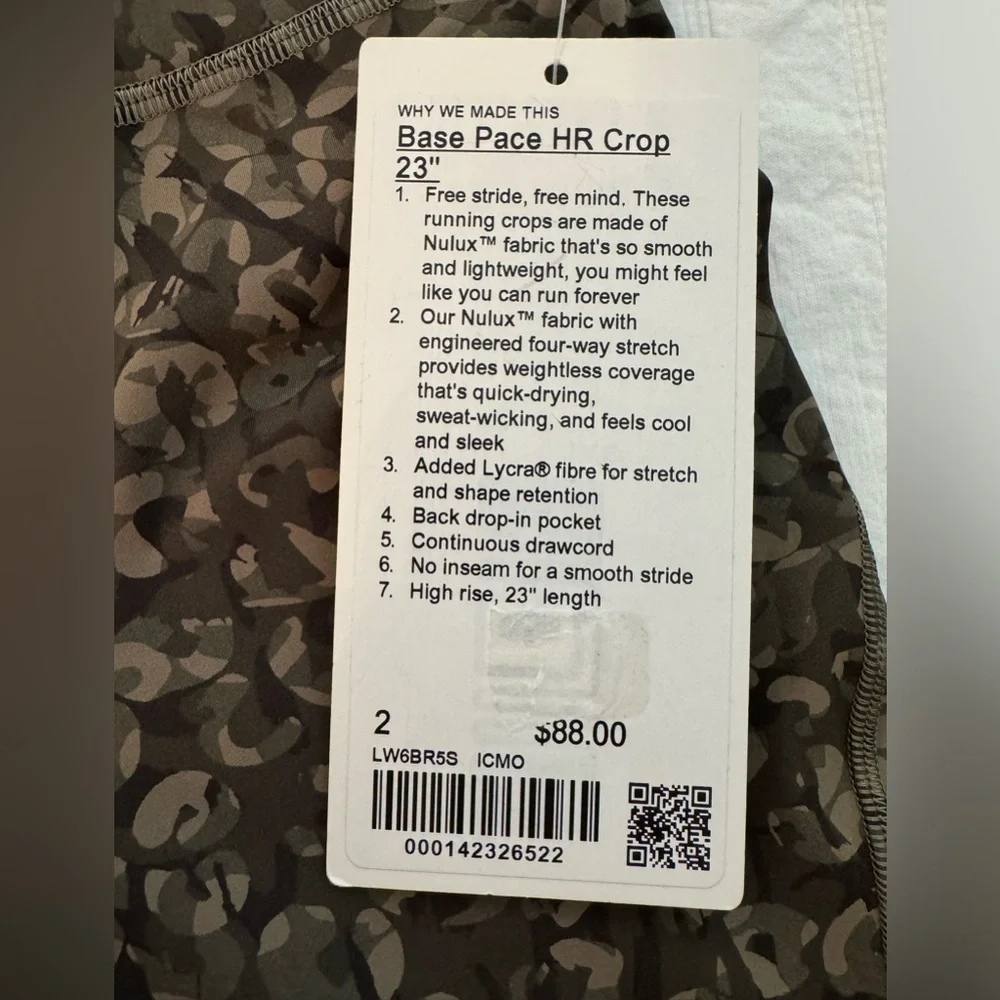 WHY WE MADE THIS
Base Pace HR Crop
23"
1. Free stride, free mind. These
running crops are made of
Nulux™ fabric that's so smooth
and lightweight, you might feel
like you can run forever
2. Our Nulux™ fabric with
engineered four-way stretch
provides weightless coverage
that's quick-drying,
sweat-wicking, and feels cool
and sleek
3. Added Lycra® fibre for stretch
and shape retention
4. Back drop-in pocket
5. Continuous drawcord
6. No inseam for a smooth stride
7. High rise, 23" length
2 $88.00
LW6BR5S ICMO
000142326522